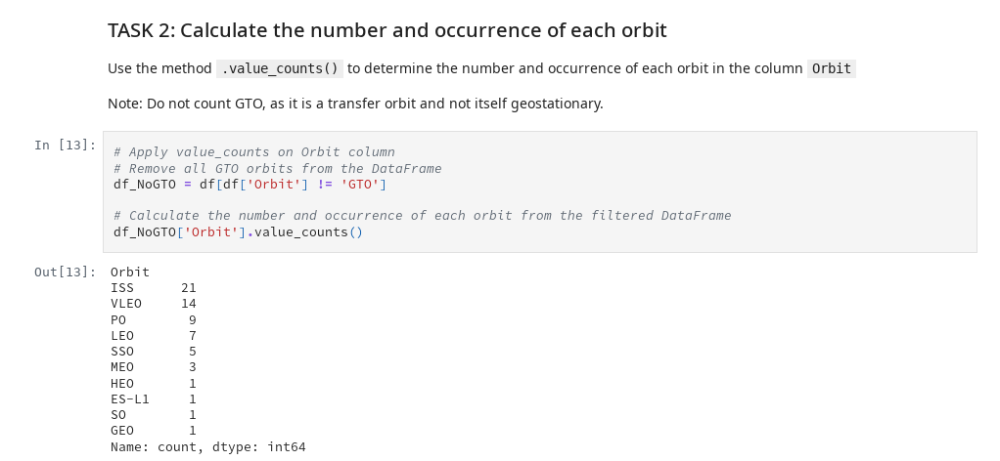 TASK 2: Calculate the number and occurrence of each orbit
Use the method .value_counts() to determine the number and occurrence of each orbit in the column Orbit
Note: Do not count GTO, as it is a transfer orbit and not itself geostationary.
In [13]:
# Apply value_counts on Orbit column
# Remove all GTO orbits from the DataFrame
df_NoGTO = df[df['Orbit'] != 'GTO']
# Calculate the number and occurrence of each orbit from the filtered DataFrame
df_NoGTO['Orbit'].value_counts()
Out[13]: Orbit
ISS 21
VLEO 14
PO 9
LEO 7
SSO 5
MEO 3
HEO 1
ES-L1 1
SO 1
GEO 1
Name: count, dtype: int64